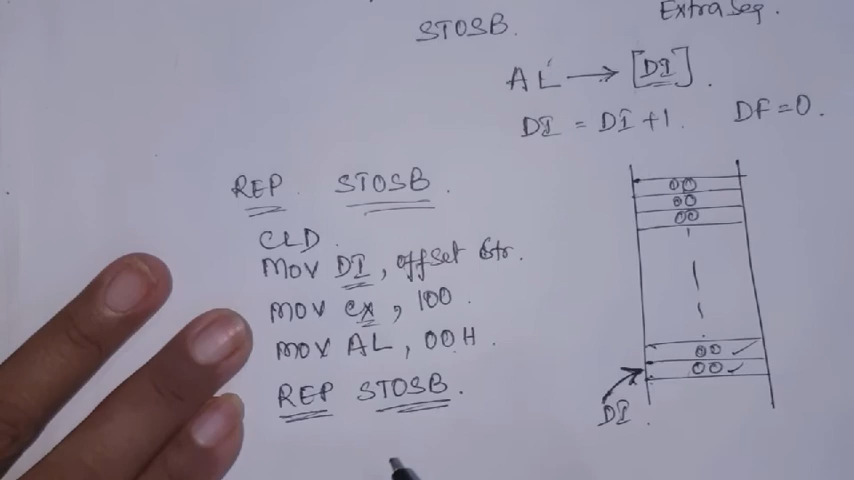 Extra Seg.
STOSB.
AL → [DI].
DI = DI+1. DF=0.
REP STOSB.
CLD.
MOV DI, offset Str.
MOV CX, 100.
MOV AL, 00H.
REP STOSB.
00
00
00
00
00
DI.